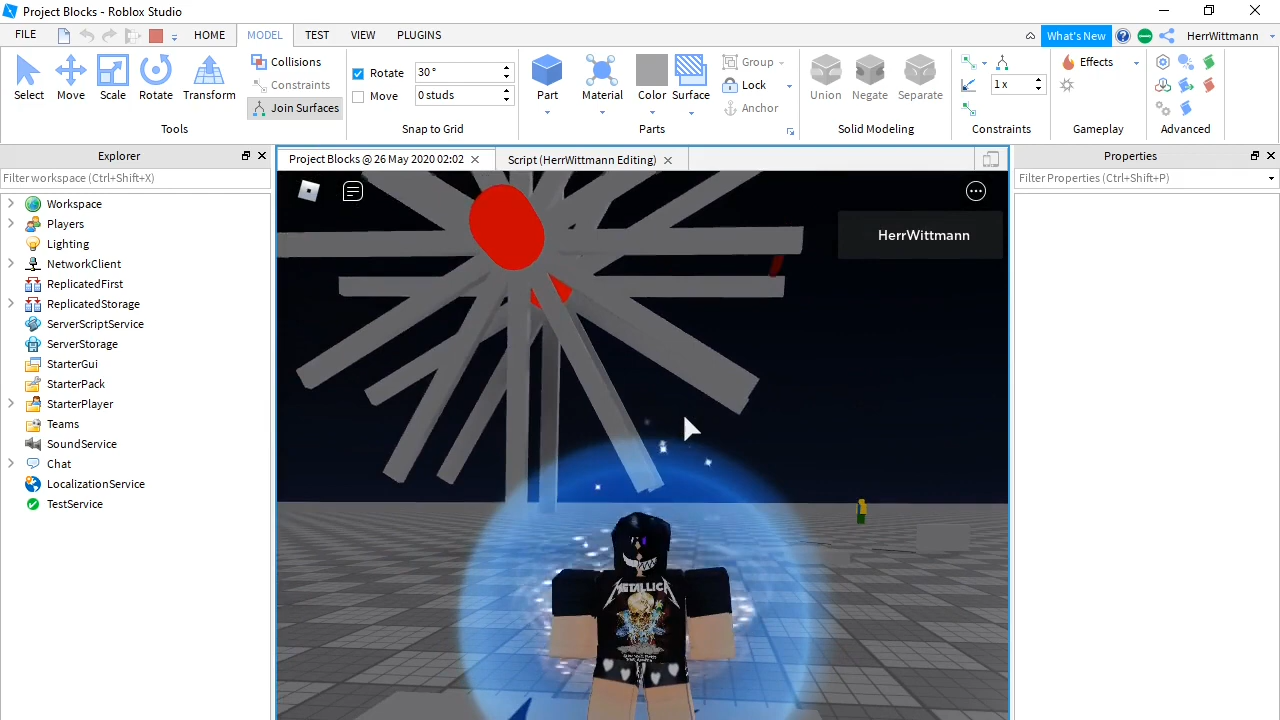 Project Blocks - Roblox Studio
FILE HOME MODEL TEST VIEW PLUGINS What's New HerrWittmann
Select Move Scale Rotate Transform
Collisions
Constraints
Join Surfaces
Tools
Rotate 30°
Move 0 studs
Snap to Grid
Part Material Color Surface
Group
Lock
Anchor
Parts
Union Negate Separate
Solid Modeling
1 x
Constraints
Effects
Gameplay
Advanced
Explorer
Filter workspace (Ctrl+Shift+X)
Workspace
Players
Lighting
NetworkClient
ReplicatedFirst
ReplicatedStorage
ServerScriptService
ServerStorage
StarterGui
StarterPack
StarterPlayer
Teams
SoundService
Chat
LocalizationService
TestService
Project Blocks @ 26 May 2020 02:02
Script (HerrWittmann Editing)
HerrWittmann
METALLICA
Properties
Filter Properties (Ctrl+Shift+P)